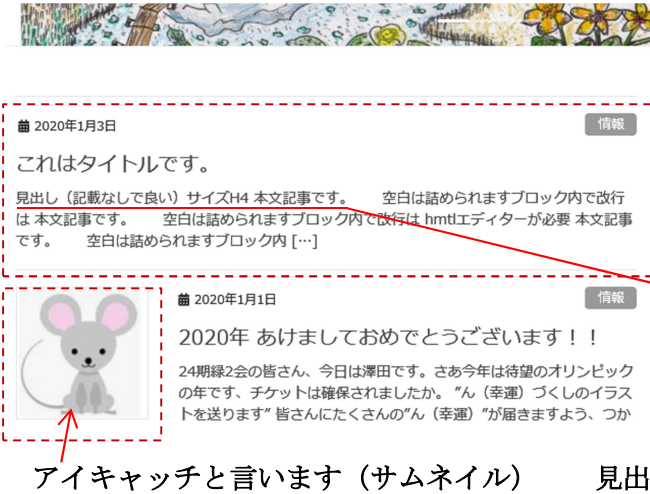 2020年1月3日
情報
これはタイトルです。
見出し（記載なしで良い）サイズH4 本文記事です。　　空白は詰められますブロック内で改行
は 本文記事です。　　空白は詰められますブロック内で改行は hmtlエディターが必要 本文記事
です。　　空白は詰められますブロック内 […]
2020年1月1日
情報
2020年 あけましておめでとうございます！！
24期緑2会の皆さん、今日は澤田です。さあ今年は待望のオリンピック
の年です、チケットは確保されましたか。 ”ん（幸運）づくしのイラス
トを送ります” 皆さんにたくさんの”ん（幸運）”が届きますよう、つか
アイキャッチと言います（サムネイル）　　見出